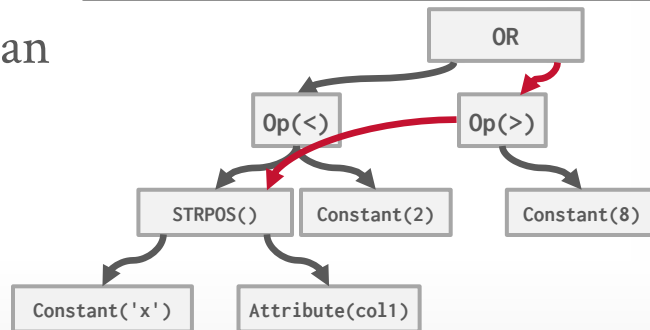 an
OR
Op(<)
Op(>)
STRPOS()
Constant(2)
Constant(8)
Constant('x')
Attribute(col1)